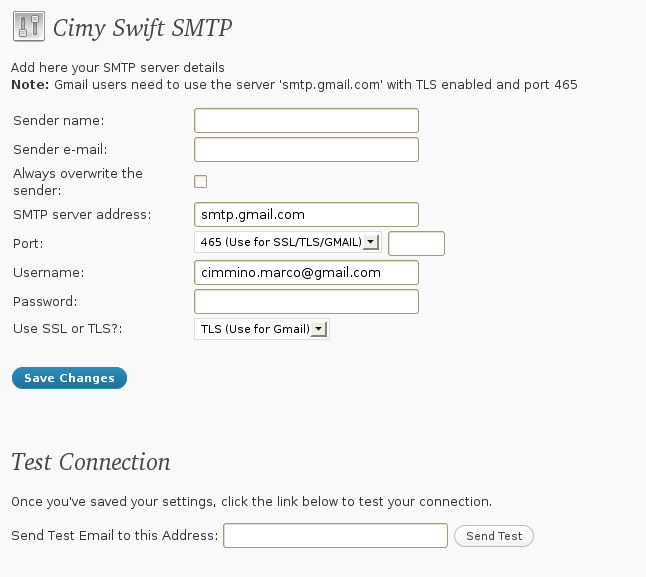 Cimy Swift SMTP
Add here your SMTP server details
Note: Gmail users need to use the server 'smtp.gmail.com' with TLS enabled and port 465
Sender name:
Sender e-mail:
Always overwrite the
sender:
SMTP server address: smtp.gmail.com
Port: 465 (Use for SSL/TLS/GMAIL)
Username: cimmino.marco@gmail.com
Password:
Use SSL or TLS?: TLS (Use for Gmail)
Save Changes
Test Connection
Once you've saved your settings, click the link below to test your connection.
Send Test Email to this Address: Send Test